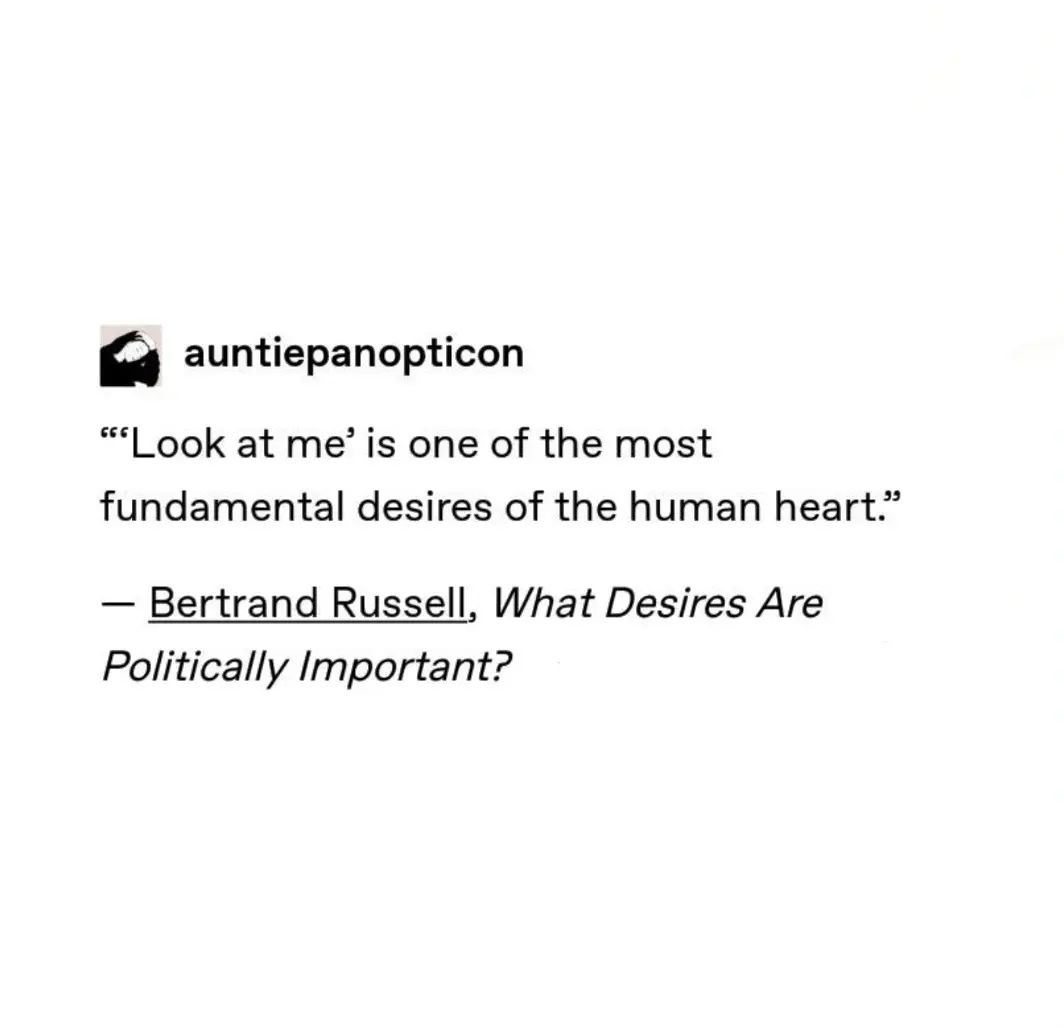 auntiepanopticon
“‘Look at me’ is one of the most
fundamental desires of the human heart.”
— Bertrand Russell, What Desires Are
Politically Important?